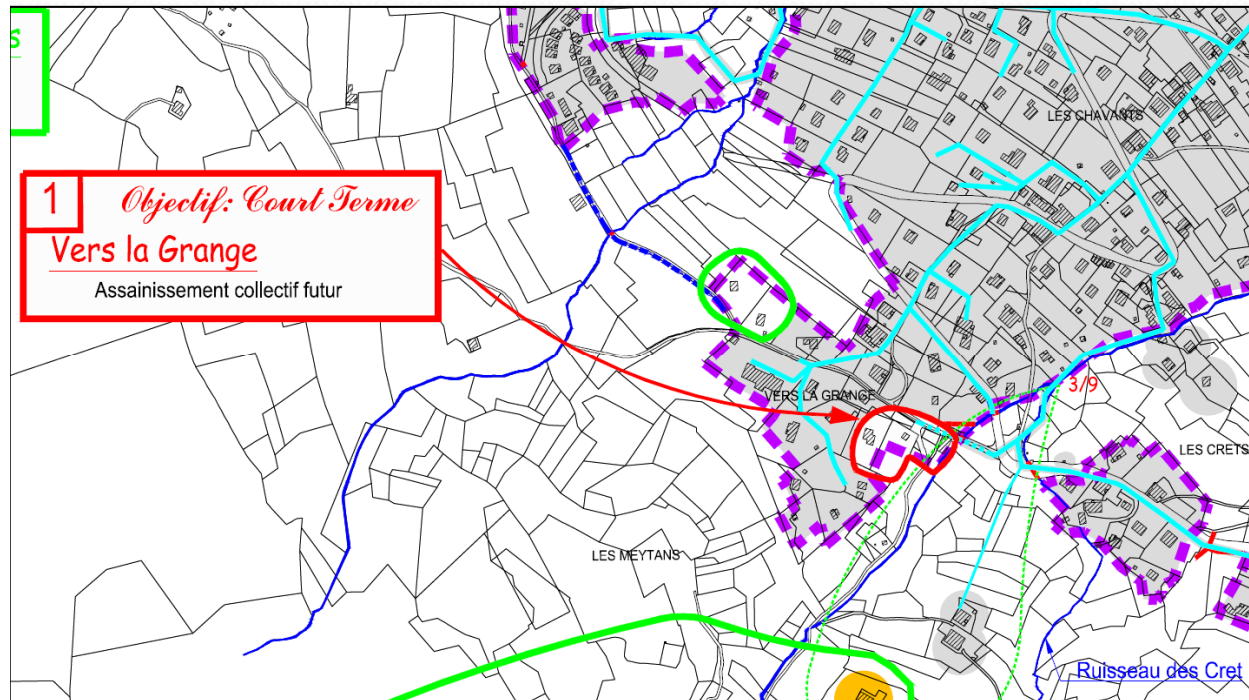 s
LES CHAVANTS
1
Objectif: Court Terme
Vers la Grange
Assainissement collectif futur
VERS LA GRANGE
3/9
LES CRETS
LES MEYTANS
Ruisseau des Cret